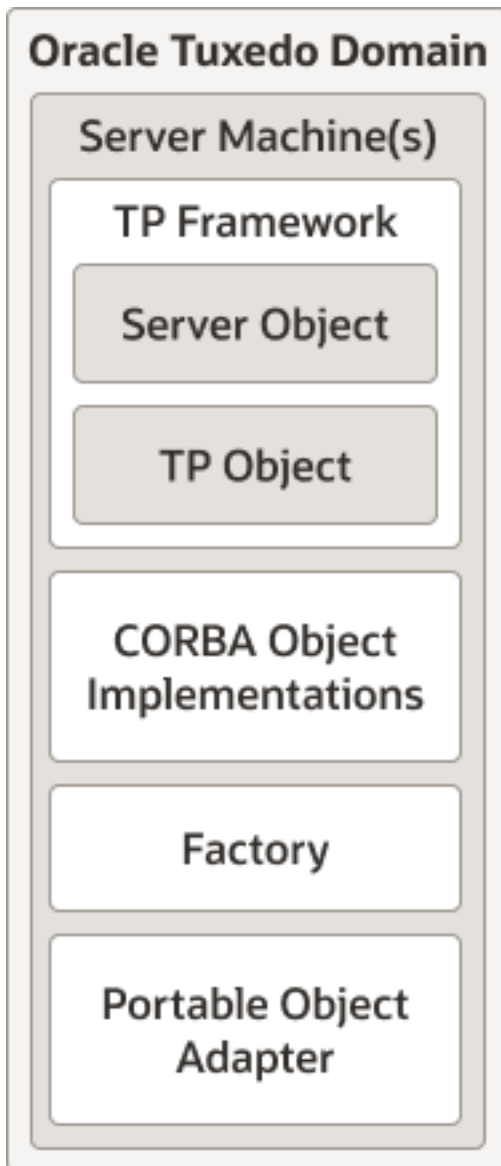 Oracle Tuxedo Domain
Server Machine(s)
TP Framework
Server Object
TP Object
CORBA Object
Implementations
Factory
Portable Object
Adapter